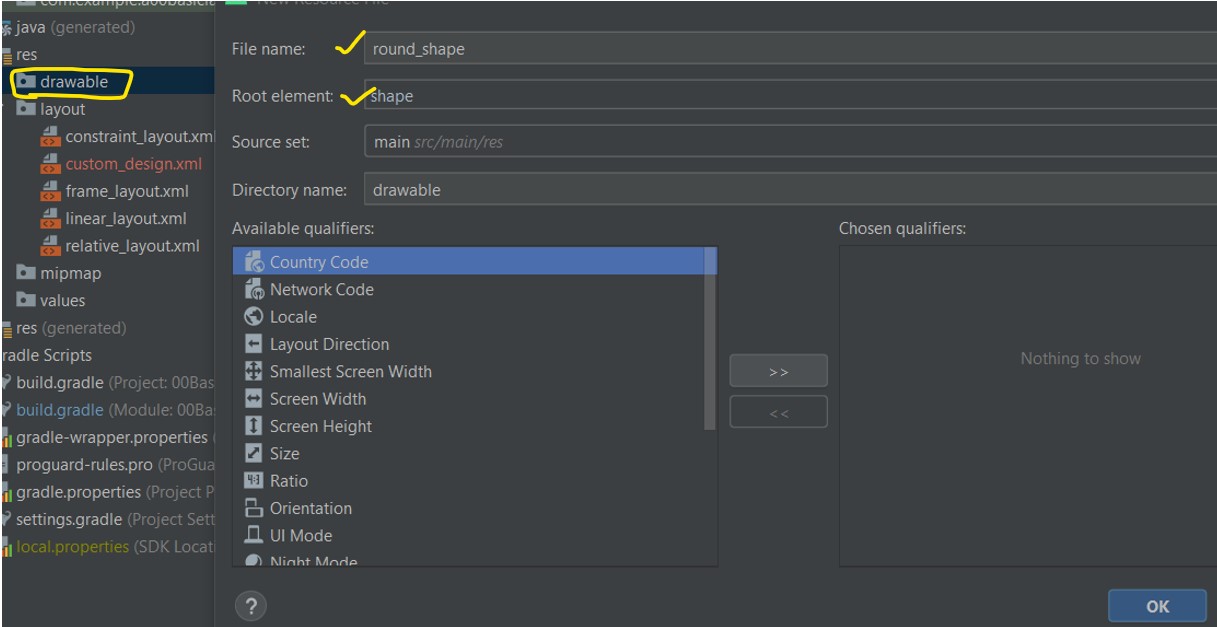 com.example.a00basicla
New Resource File
java (generated)
res
drawable
layout
constraint_layout.xml
custom_design.xml
frame_layout.xml
linear_layout.xml
relative_layout.xml
mipmap
values
res (generated)
radle Scripts
build.gradle (Project: 00Bas
build.gradle (Module: 00Ba
gradle-wrapper.properties (
proguard-rules.pro (ProGua
gradle.properties (Project P
settings.gradle (Project Sett
local.properties (SDK Locat
File name: round_shape
Root element: shape
Source set: main src/main/res
Directory name: drawable
Available qualifiers:
Country Code
Network Code
Locale
Layout Direction
Smallest Screen Width
Screen Width
Screen Height
Size
Ratio
Orientation
UI Mode
Night Mode
>>
<<
Chosen qualifiers:
Nothing to show
?
OK